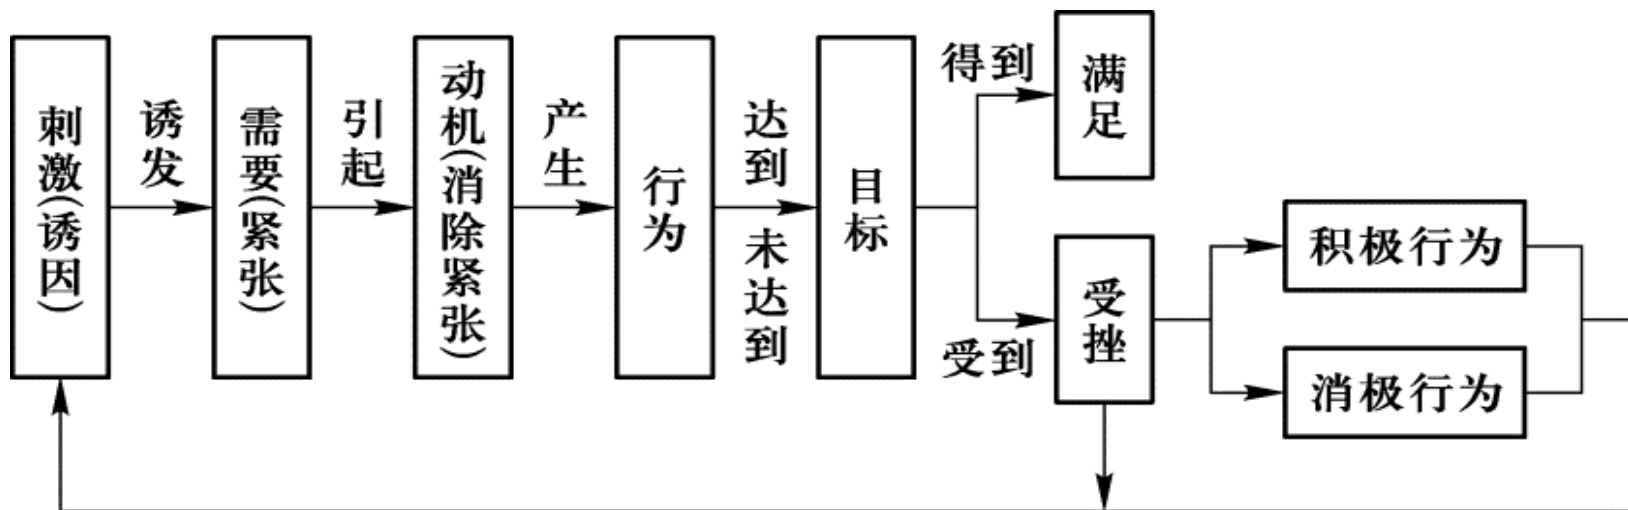 刺激(诱因)
诱发
需要(紧张)
引起
动机(消除紧张)
产生
行为
达到
未达到
目标
得到
满足
受到
受挫
积极行为
消极行为